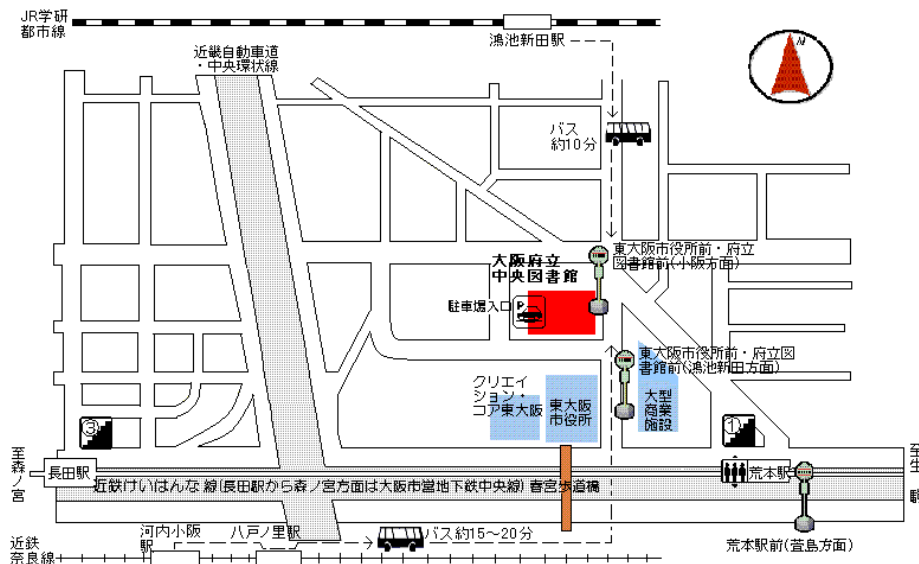 JR学研
都市線
鴻池新田駅
N
近畿自動車道
・中央環状線
バス
約10分
大阪府立
中央図書館
東大阪市役所前・府立
図書館前(小阪方面)
P
駐車場入口
東大阪市役所前・府立図
書館前(鴻池新田方面)
クリエイ
ション・
コア東大阪
東大阪
市役所
大型
商業
施設
③
①
至森ノ宮
長田駅
荒本駅
至生
駒
近鉄けいはんな線(長田駅から森ノ宮方面は大阪市営地下鉄中央線)
春宮歩道橋
河内小阪
駅
八戸ノ里駅
バス約15～20分
荒本駅前(萱島方面)
近鉄
奈良線